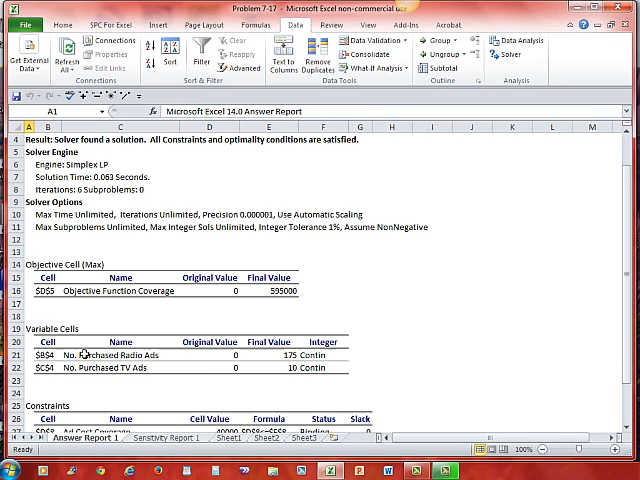 Problem 7-17 - Microsoft Excel non-commercial use
File Home SPC For Excel Insert Page Layout Formulas Data Review View Add-Ins Acrobat
Get External Data
Refresh All
Connections
Properties
Edit Links
Connections
Sort
Filter
Clear
Reapply
Advanced
Sort & Filter
Text to Columns
Remove Duplicates
Data Validation
Consolidate
What-If Analysis
Data Tools
Group
Ungroup
Subtotal
Outline
Data Analysis
Solver
Analysis
A1 fx Microsoft Excel 14.0 Answer Report
A B C D E F G H I J K L M
4 Result: Solver found a solution. All Constraints and optimality conditions are satisfied.
5 Solver Engine
6 Engine: Simplex LP
7 Solution Time: 0.063 Seconds.
8 Iterations: 6 Subproblems: 0
9 Solver Options
10 Max Time Unlimited, Iterations Unlimited, Precision 0.000001, Use Automatic Scaling
11 Max Subproblems Unlimited, Max Integer Sols Unlimited, Integer Tolerance 1%, Assume NonNegative
12
13
14 Objective Cell (Max)
15 Cell Name Original Value Final Value
16 $D$5 Objective Function Coverage 0 595000
17
18
19 Variable Cells
20 Cell Name Original Value Final Value Integer
21 $B$4 No. Purchased Radio Ads 0 175 Contin
22 $C$4 No. Purchased TV Ads 0 10 Contin
23
24
25 Constraints
26 Cell Name Cell Value Formula Status Slack
27 $D$8 Ad Cost Coverage 40000 $D$8<=$F$8 Binding
Answer Report 1 Sensitivity Report 1 Sheet1 Sheet2 Sheet3
Ready 100%